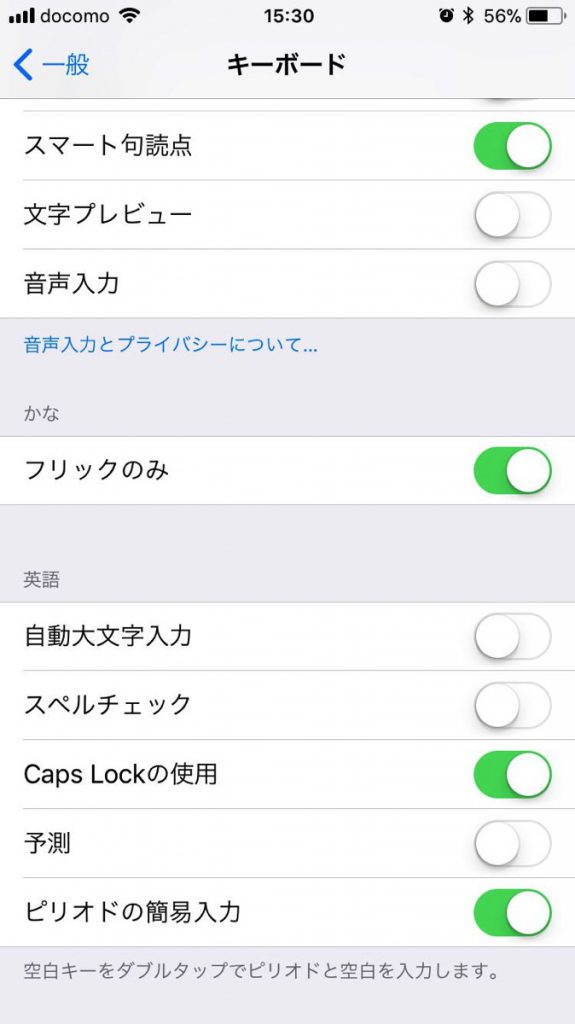 docomo 15:30 56%
一般 キーボード
スマート句読点
文字プレビュー
音声入力
音声入力とプライバシーについて...
かな
フリックのみ
英語
自動大文字入力
スペルチェック
Caps Lockの使用
予測
ピリオドの簡易入力
空白キーをダブルタップでピリオドと空白を入力します。